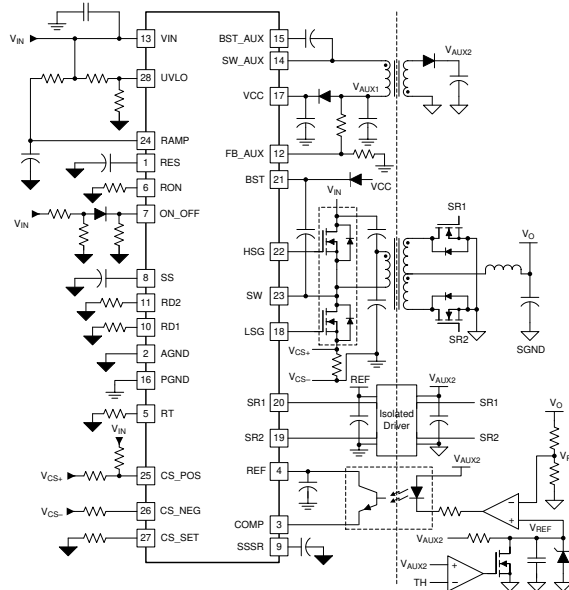 VIN
13
VIN
BST_AUX
15
SW_AUX
14
VAUX2
28
UVLO
VCC
17
VAUX1
24
RAMP
FB_AUX
12
1
RES
BST
21
VCC
6
RON
VIN
VIN
7
ON_OFF
SR1
VO
HSG
22
8
SS
SW
23
11
RD2
10
RD1
LSG
18
SR2
SGND
2
AGND
VCS+
VCS–
16
PGND
REF
VAUX2
SR1
20
Isolated
Driver
SR1
5
RT
VO
SR2
19
SR2
VIN
REF
4
VAUX2
VCS+
25
CS_POS
VCS–
26
CS_NEG
COMP
3
VREF
VAUX2
27
CS_SET
SSSR
9
VAUX2
TH